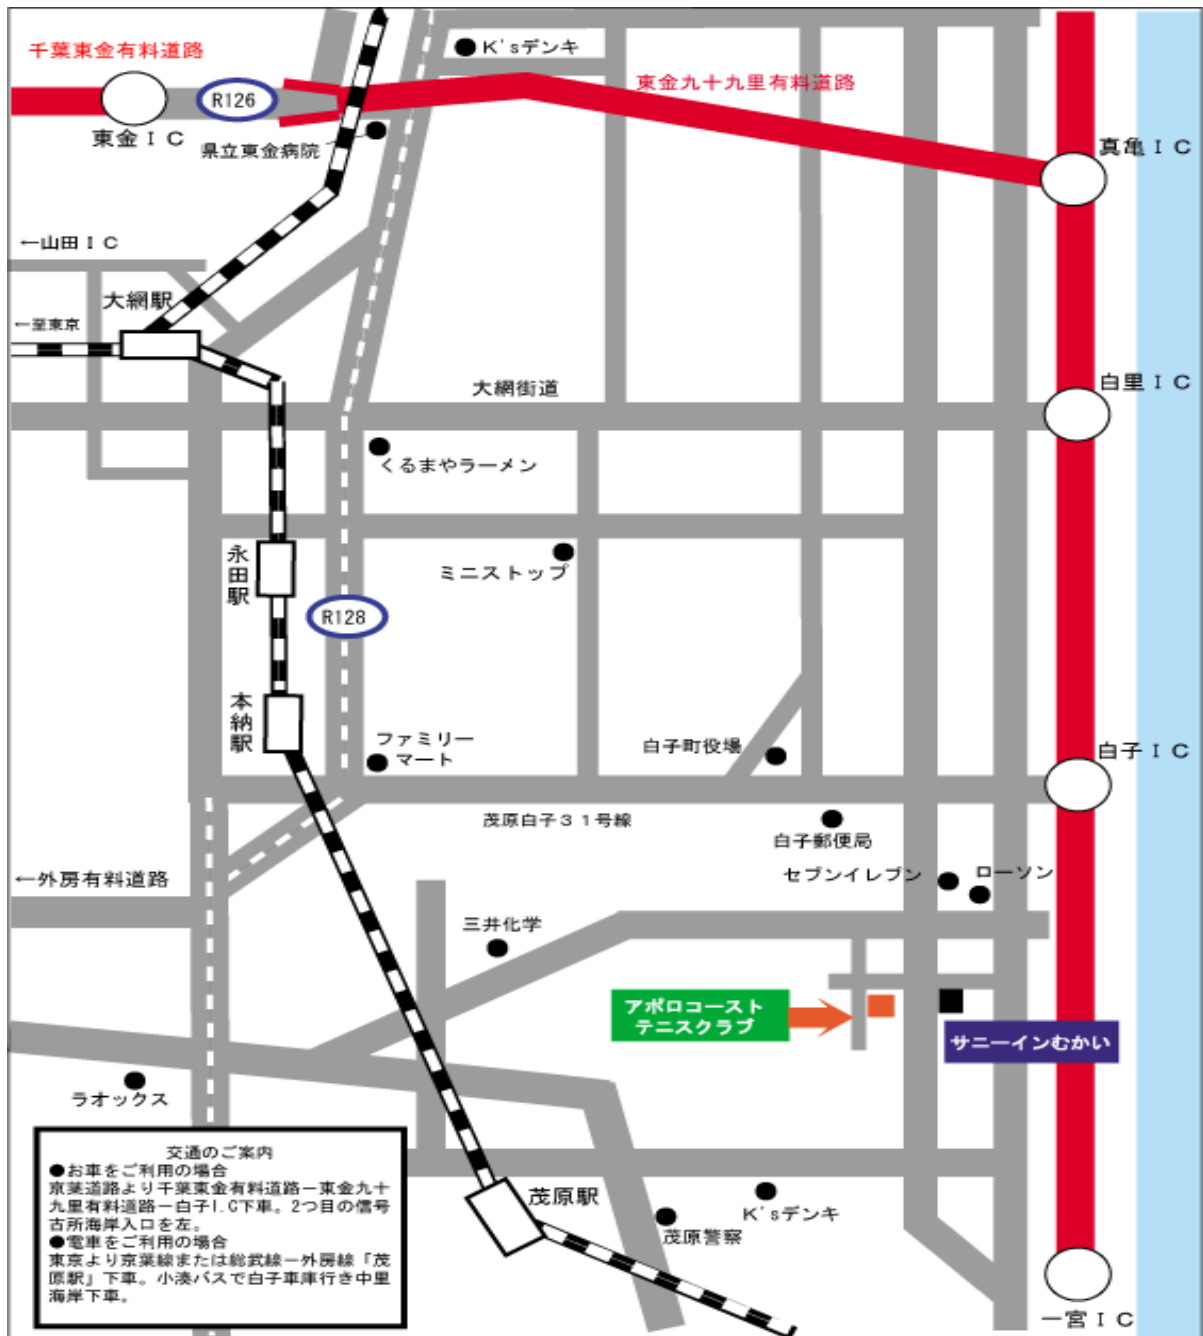 K'sデンキ
千葉東金有料道路
東金九十九里有料道路
R126
東金IC
県立東金病院
真亀IC
←山田IC
大網駅
←至東京
大網街道
白里IC
くるまやラーメン
永田駅
ミニストップ
R128
本納駅
ファミリー
マート
白子町役場
白子IC
茂原白子31号線
白子郵便局
←外房有料道路
セブンイレブン
ローソン
三井化学
アポロコースト
テニスクラブ
サニーインむかい
ラオックス
交通のご案内
●お車をご利用の場合
京葉道路より千葉東金有料道路ー東金九十
九里有料道路ー白子I.C下車。2つ目の信号
古所海岸入口を左。
●電車をご利用の場合
東京より京葉線または総武線ー外房線「茂
原駅」下車。小湊バスで白子車庫行き中里
海岸下車。
茂原駅
K'sデンキ
茂原警察
一宮IC